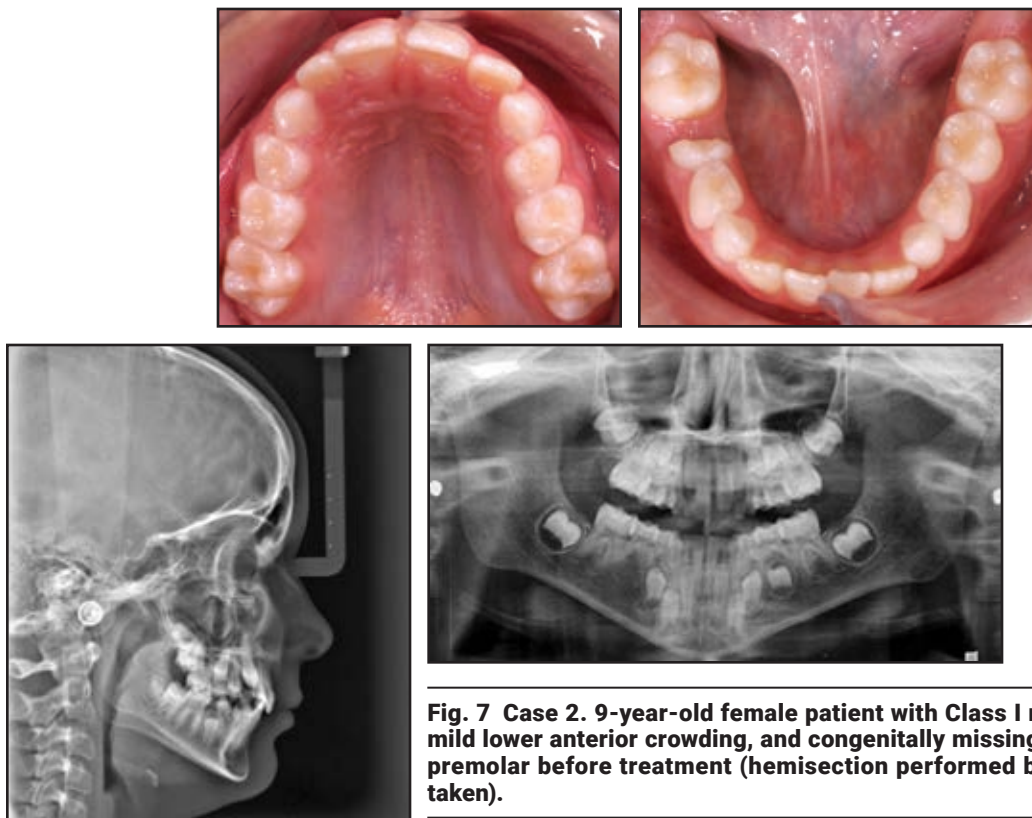 Fig. 7 Case 2. 9-year-old female patient with Class I
mild lower anterior crowding, and congenitally missing
premolar before treatment (hemisection performed
taken).